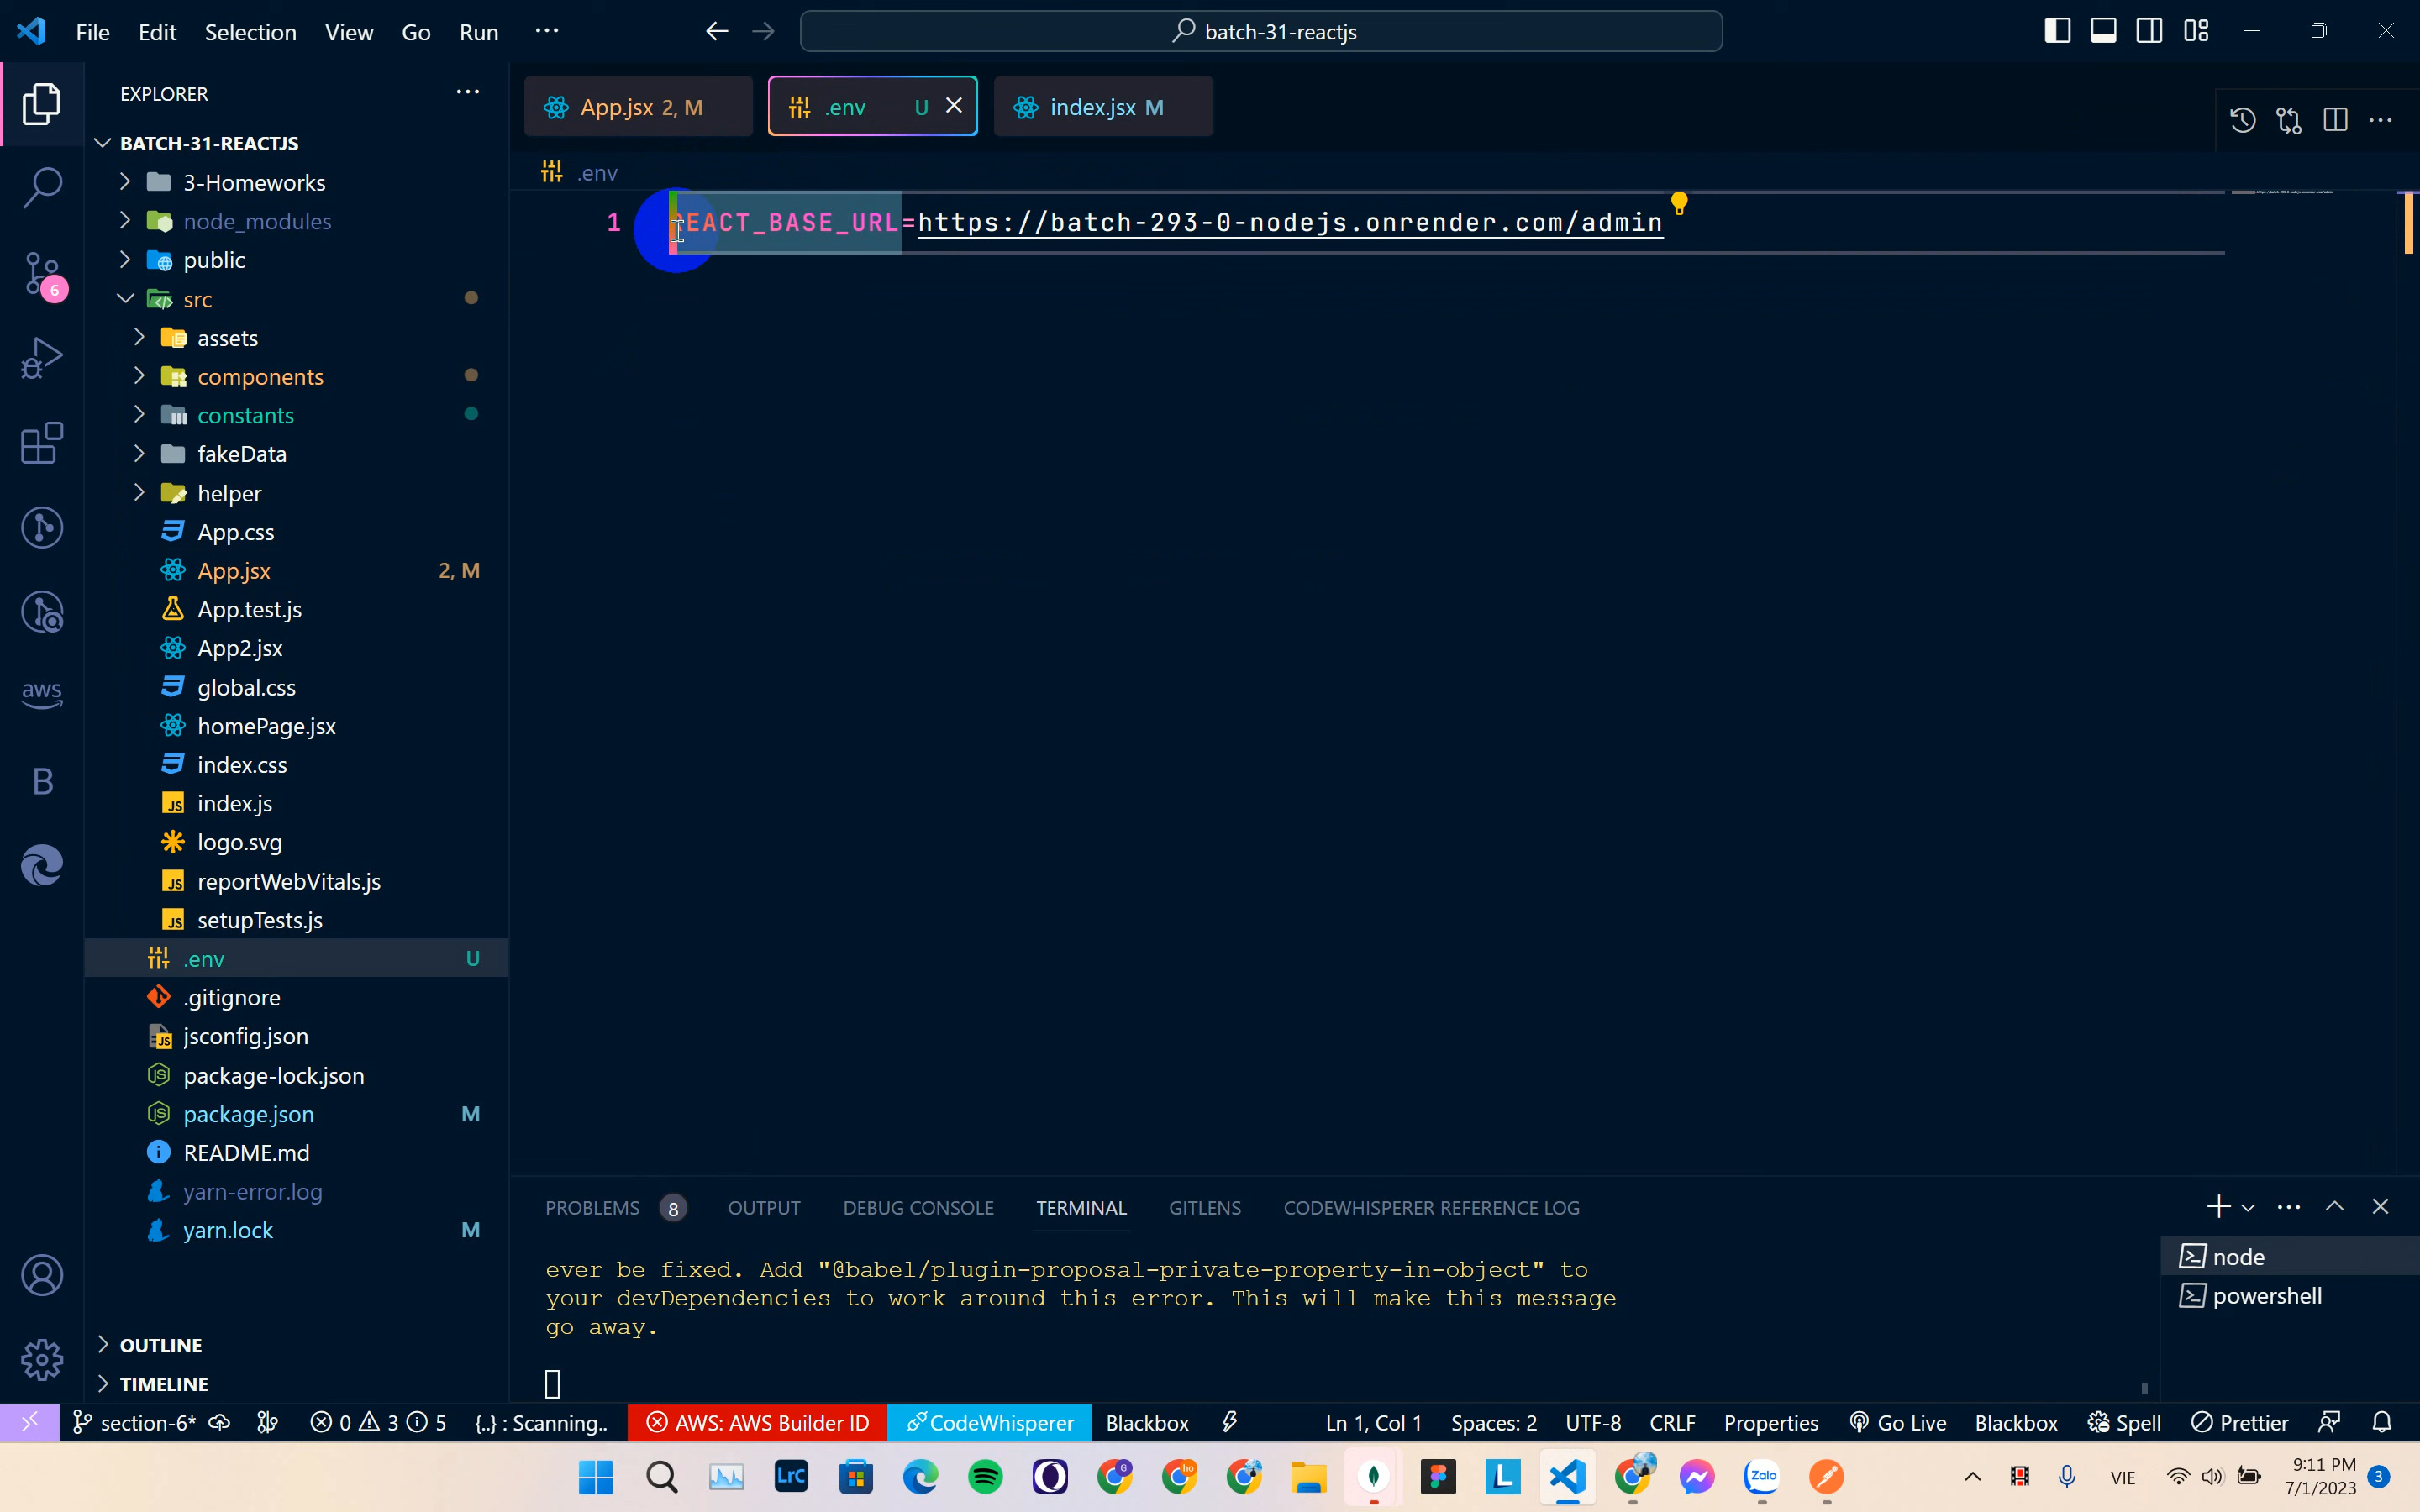 File Edit Selection View Go Run ···
batch-31-reactjs
EXPLORER
BATCH-31-REACTJS
3-Homeworks
node_modules
public
src
assets
components
constants
fakeData
helper
App.css
App.jsx 2, M
App.test.js
App2.jsx
global.css
homePage.jsx
index.css
index.js
logo.svg
reportWebVitals.js
setupTests.js
.env U
.gitignore
jsconfig.json
package-lock.json
package.json M
README.md
yarn-error.log
yarn.lock M
OUTLINE
TIMELINE
6
aws
B
App.jsx 2, M
.env U
index.jsx M
.env
1 REACT_BASE_URL=https://batch-293-0-nodejs.onrender.com/admin
PROBLEMS 8 OUTPUT DEBUG CONSOLE TERMINAL GITLENS CODEWHISPERER REFERENCE LOG
ever be fixed. Add "@babel/plugin-proposal-private-property-in-object" to
your devDependencies to work around this error. This will make this message
go away.
node
powershell
section-6* 0 3 5 {..} : Scanning.. AWS: AWS Builder ID CodeWhisperer Blackbox Ln 1, Col 1 Spaces: 2 UTF-8 CRLF Properties Go Live Blackbox Spell Prettier
LrC
G
ho
L
Zalo
VIE
9:11 PM
7/1/2023
3